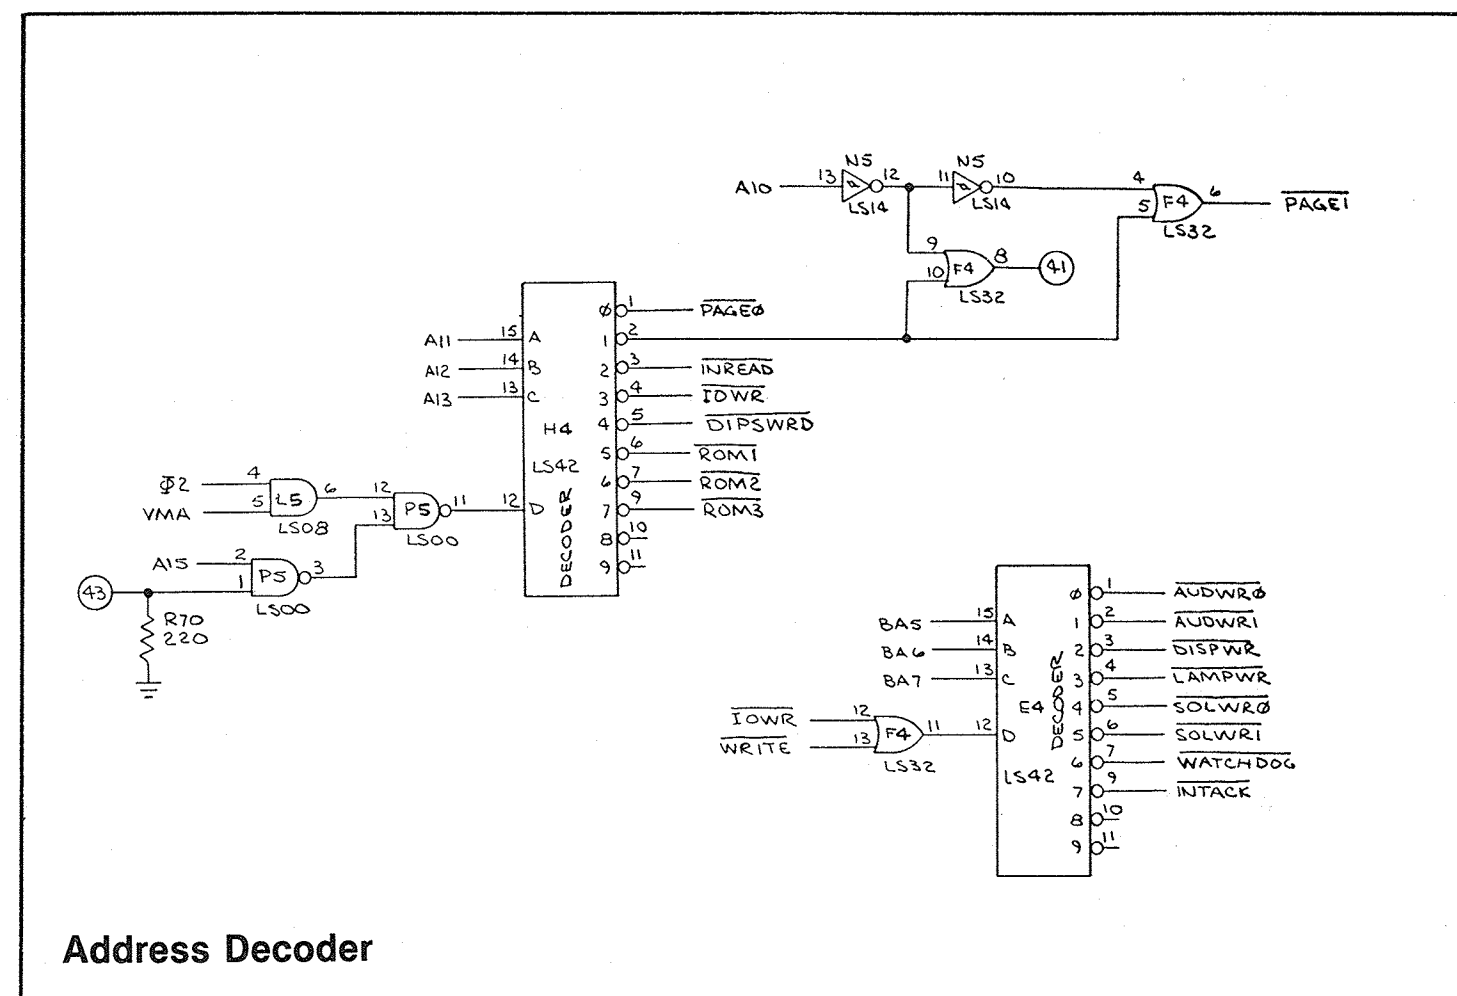 N5 N5
A10 13 12 11 10 4 6 PAGE1
LS14 LS14 5 F4
LS32
9 8 41
10 F4
LS32
Ø 1 PAGEØ
A11 15 A 1 2
A12 14 B 2 3 INREAD
A13 13 C 3 4 IOWR
H4 4 5 DIPSWRD
LS42 5 6 ROM1
Φ2 4 6 12 6 7 ROM2
VMA 5 L5 P5 11 12 D 7 9 ROM3
LS08 13 LS00 8 10
A15 2 3 9 11
43 1 P5
LS00
DECODER
R70
220
Ø 1 AUDWRØ
BA5 15 A 1 2 AUDWR1
BA6 14 B 2 3 DISPWR
BA7 13 C 3 4 LAMPWR
E4 4 5 SOLWRØ
IOWR 12 F4 11 12 D 5 6 SOLWR1
WRITE 13 6 7 WATCHDOG
LS32 LS42 7 9 INTACK
8 10
9 11
DECODER
Address Decoder